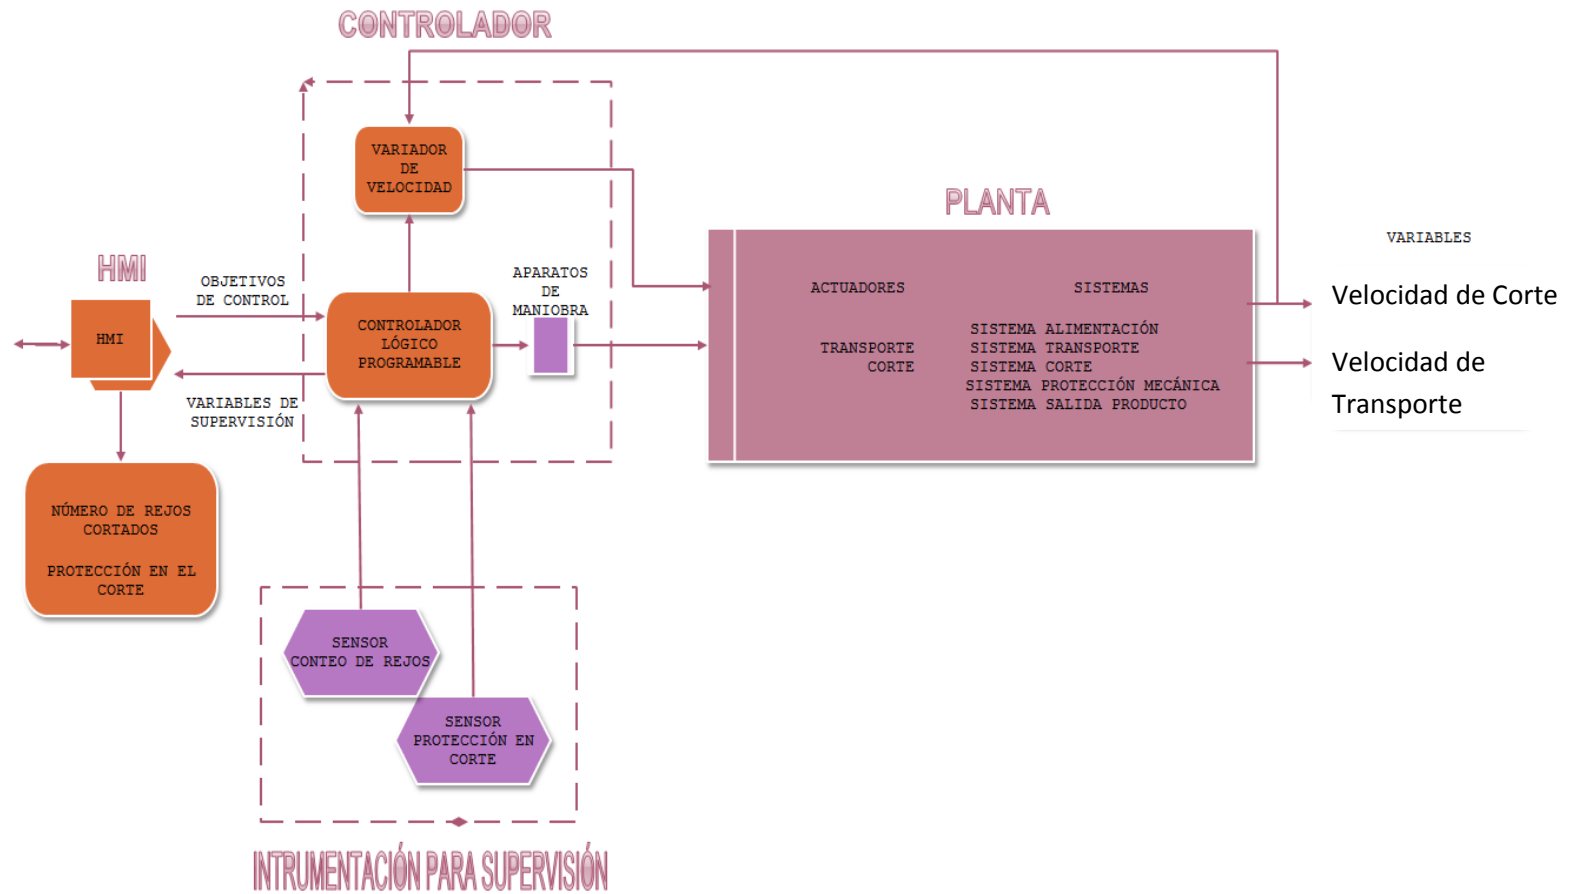 CONTROLADOR
VARIADOR
DE
VELOCIDAD
PLANTA
VARIABLES
HMI
OBJETIVOS
DE CONTROL
APARATOS
DE
MANIOBRA
ACTUADORES
SISTEMAS
Velocidad de Corte
HMI
CONTROLADOR
LÓGICO
PROGRAMABLE
TRANSPORTE
CORTE
SISTEMA ALIMENTACIÓN
SISTEMA TRANSPORTE
SISTEMA CORTE
SISTEMA PROTECCIÓN MECÁNICA
SISTEMA SALIDA PRODUCTO
Velocidad de
Transporte
VARIABLES DE
SUPERVISIÓN
NÚMERO DE REJOS
CORTADOS
PROTECCIÓN EN EL
CORTE
SENSOR
CONTEO DE REJOS
SENSOR
PROTECCIÓN EN
CORTE
INTRUMENTACIÓN PARA SUPERVISIÓN